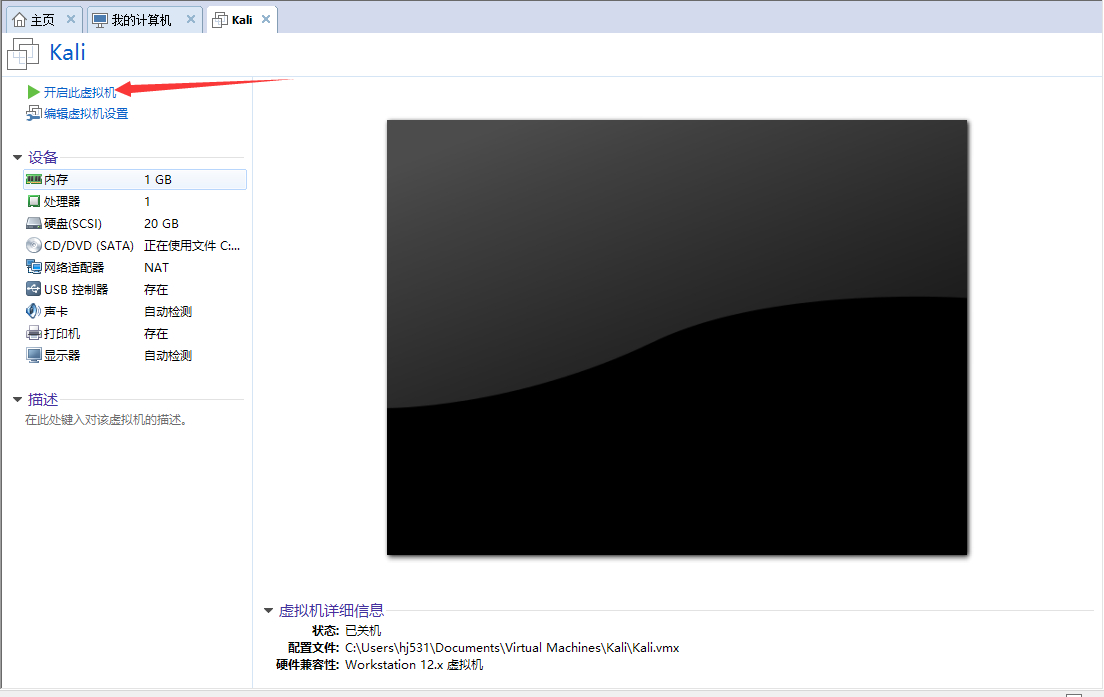 主页 我的计算机 Kali
Kali
开启此虚拟机
编辑虚拟机设置
设备
内存 1 GB
处理器 1
硬盘(SCSI) 20 GB
CD/DVD (SATA) 正在使用文件 C:...
网络适配器 NAT
USB 控制器 存在
声卡 自动检测
打印机 存在
显示器 自动检测
描述
在此处键入对该虚拟机的描述。
虚拟机详细信息
状态: 已关机
配置文件: C:\Users\hj531\Documents\Virtual Machines\Kali\Kali.vmx
硬件兼容性: Workstation 12.x 虚拟机